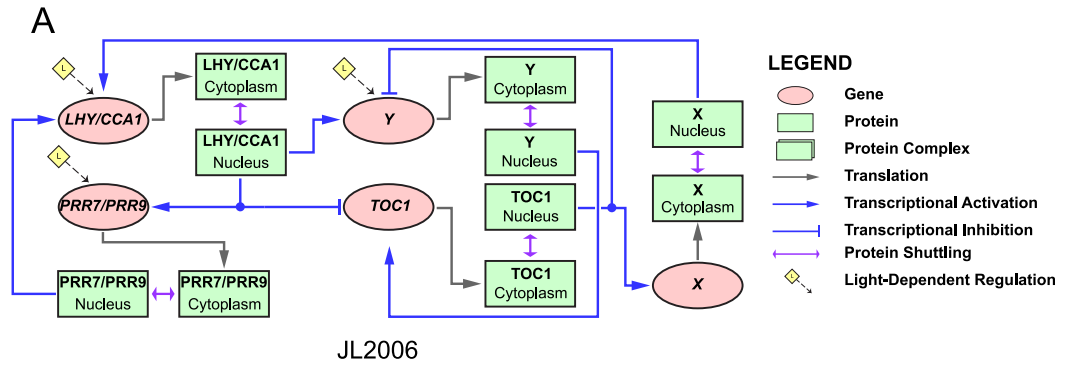 A
L
LHY/CCA1
LHY/CCA1
Cytoplasm
LHY/CCA1
Nucleus
L
PRR7/PRR9
PRR7/PRR9
Nucleus
PRR7/PRR9
Cytoplasm
L
Y
TOC1
Y
Cytoplasm
Y
Nucleus
TOC1
Nucleus
TOC1
Cytoplasm
X
Nucleus
X
Cytoplasm
X
LEGEND
Gene
Protein
Protein Complex
Translation
Transcriptional Activation
Transcriptional Inhibition
Protein Shuttling
L
Light-Dependent Regulation
JL2006